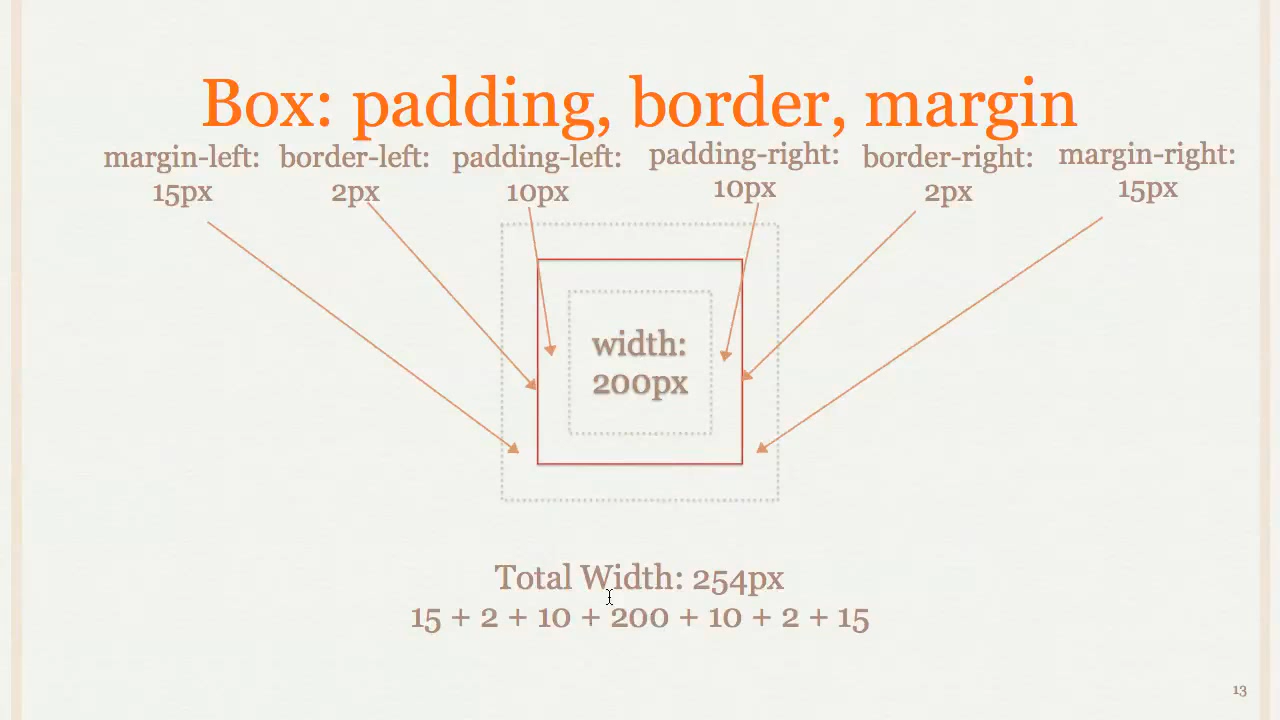 Box: padding, border, margin
margin-left:
15px
border-left:
2px
padding-left:
10px
padding-right:
10px
border-right:
2px
margin-right:
15px
width:
200px
Total Width: 254px
15 + 2 + 10 + 200 + 10 + 2 + 15
13